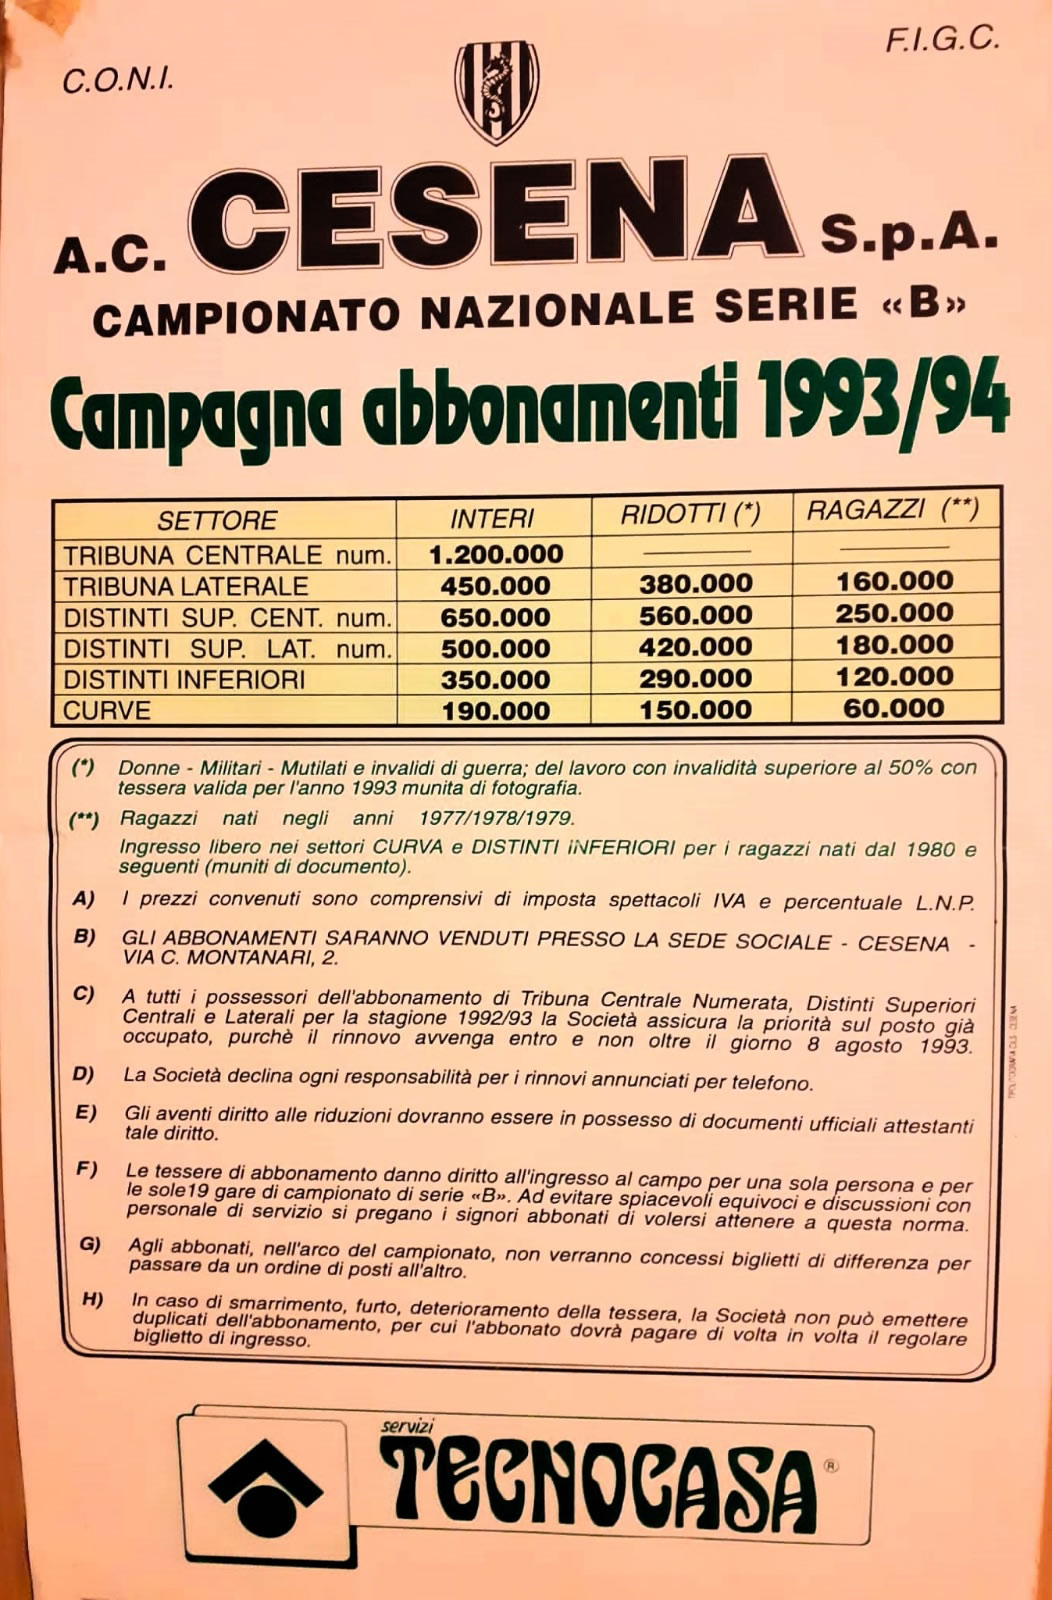 C.O.N.I.
F.I.G.C.
A.C. CESENA S.p.A.
CAMPIONATO NAZIONALE SERIE «B»
Campagna abbonamenti 1993/94
SETTORE INTERI RIDOTTI (*) RAGAZZI (**)
TRIBUNA CENTRALE num. 1.200.000
TRIBUNA LATERALE 450.000 380.000 160.000
DISTINTI SUP. CENT. num. 650.000 560.000 250.000
DISTINTI SUP. LAT. num. 500.000 420.000 180.000
DISTINTI INFERIORI 350.000 290.000 120.000
CURVE 190.000 150.000 60.000
(*) Donne - Militari - Mutilati e invalidi di guerra; del lavoro con invalidità superiore al 50% con
tessera valida per l'anno 1993 munita di fotografia.
(**) Ragazzi nati negli anni 1977/1978/1979.
Ingresso libero nei settori CURVA e DISTINTI INFERIORI per i ragazzi nati dal 1980 e
seguenti (muniti di documento).
A) I prezzi convenuti sono comprensivi di imposta spettacoli IVA e percentuale L.N.P.
B) GLI ABBONAMENTI SARANNO VENDUTI PRESSO LA SEDE SOCIALE - CESENA -
VIA C. MONTANARI, 2.
C) A tutti i possessori dell'abbonamento di Tribuna Centrale Numerata, Distinti Superiori
Centrali e Laterali per la stagione 1992/93 la Società assicura la priorità sul posto già
occupato, purchè il rinnovo avvenga entro e non oltre il giorno 8 agosto 1993.
D) La Società declina ogni responsabilità per i rinnovi annunciati per telefono.
E) Gli aventi diritto alle riduzioni dovranno essere in possesso di documenti ufficiali attestanti
tale diritto.
F) Le tessere di abbonamento danno diritto all'ingresso al campo per una sola persona e per
le sole19 gare di campionato di serie «B». Ad evitare spiacevoli equivoci e discussioni con
personale di servizio si pregano i signori abbonati di volersi attenere a questa norma.
G) Agli abbonati, nell'arco del campionato, non verranno concessi biglietti di differenza per
passare da un ordine di posti all'altro.
H) In caso di smarrimento, furto, deterioramento della tessera, la Società non può emettere
duplicati dell'abbonamento, per cui l'abbonato dovrà pagare di volta in volta il regolare
biglietto di ingresso.
CESENA
servizi
TECNOCASA ®